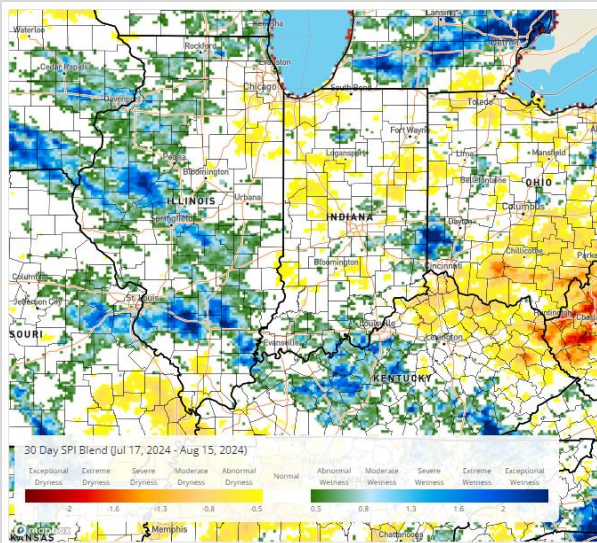 Lansing
Waterloo
Kenosha
Rockford
Detroit
Evanston
Cedar Rapids
Chicago
South Bend
Davenport
Toledo
Fort Wayne
Peoria
Logansport
Lima
Mansfield
Bloomington
Bellefontaine
OHIO
ILLINOIS
Urbana
Columbus
Springfield
INDIANA
Dayton
Bloomington
Chillicothe
Parke
Columbia
Cincinnati
Jefferson City
St. Louis
Huntington
Charl
Louisville
SOURI
Evansville
Lexington
KENTUCKY
30 Day SPI Blend (Jul 17, 2024 - Aug 15, 2024)
Exceptional Dryness
Extreme Dryness
Severe Dryness
Moderate Dryness
Abnormal Dryness
Normal
Abnormal Wetness
Moderate Wetness
Severe Wetness
Extreme Wetness
Exceptional Wetness
-2 -1.6 -1.3 -0.8 -0.5 0.5 0.8 1.3 1.6 2
mapbox
KANSAS
Memphis
Chattanooga